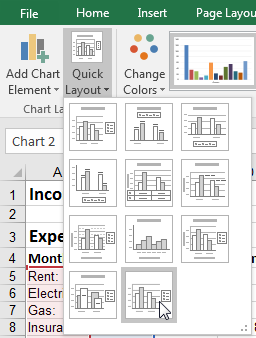 File Home Insert Page Layou
Add Chart Element Quick Layout Change Colors
Chart La
Chart 2
A
1 Inco
2
3 Expe
4 Mont
5 Rent:
6 Electri
7 Gas:
8 Insura